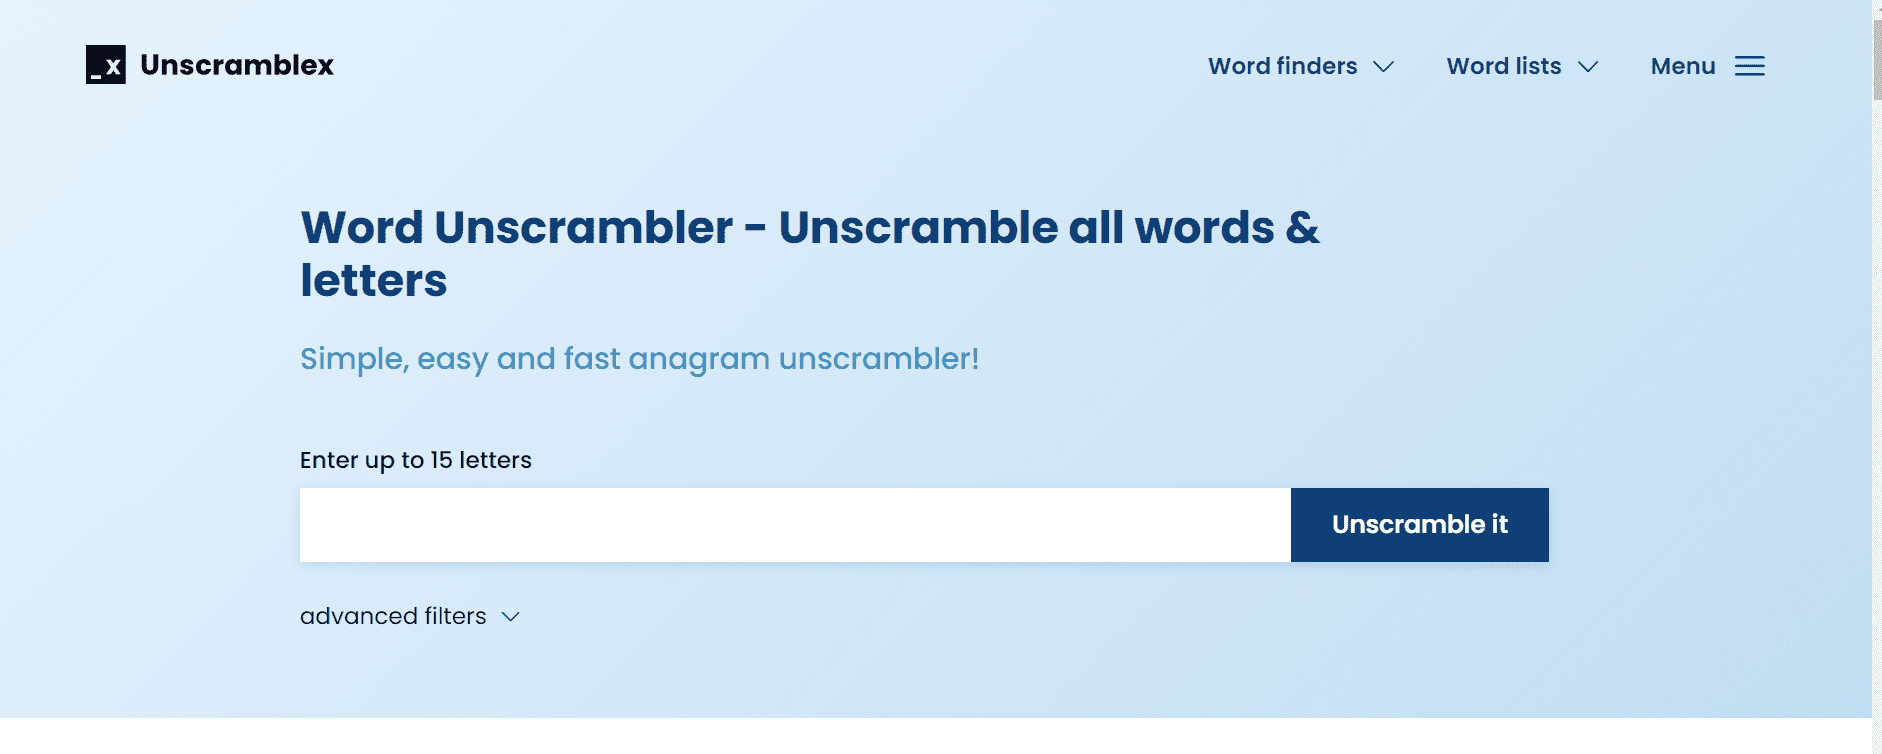 _x Unscramblex
Word finders
Word lists
Menu
Word Unscrambler - Unscramble all words &
letters
Simple, easy and fast anagram unscrambler!
Enter up to 15 letters
Unscramble it
advanced filters